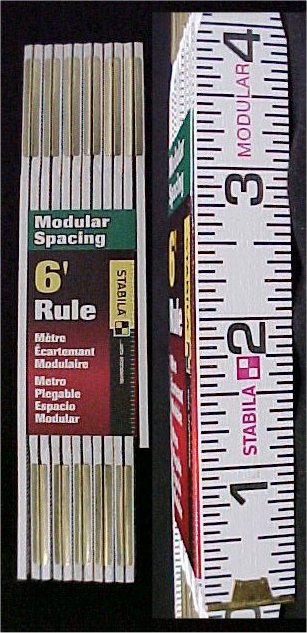 Modular
Spacing
6'
Rule
STABILA
Mètre
Écartement
Modulaire
Metro
Plegable
Espacio
Modular
4
MODULAR
3
2
STABILA
1